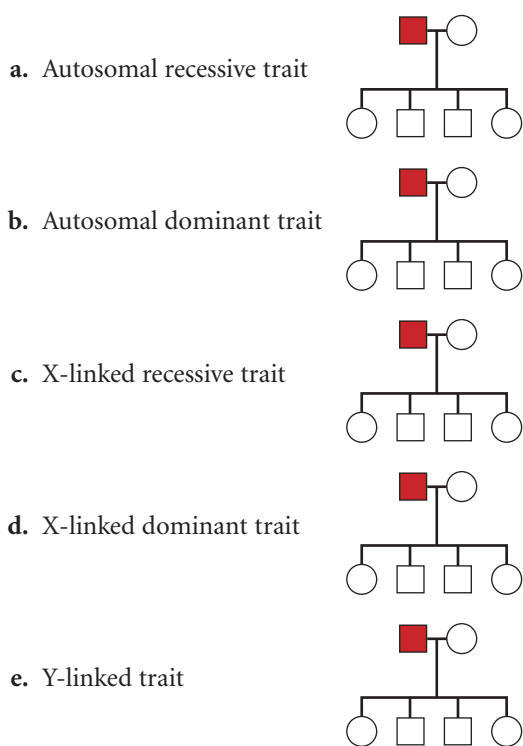 a. Autosomal recessive trait
b. Autosomal dominant trait
c. X-linked recessive trait
d. X-linked dominant trait
e. Y-linked trait